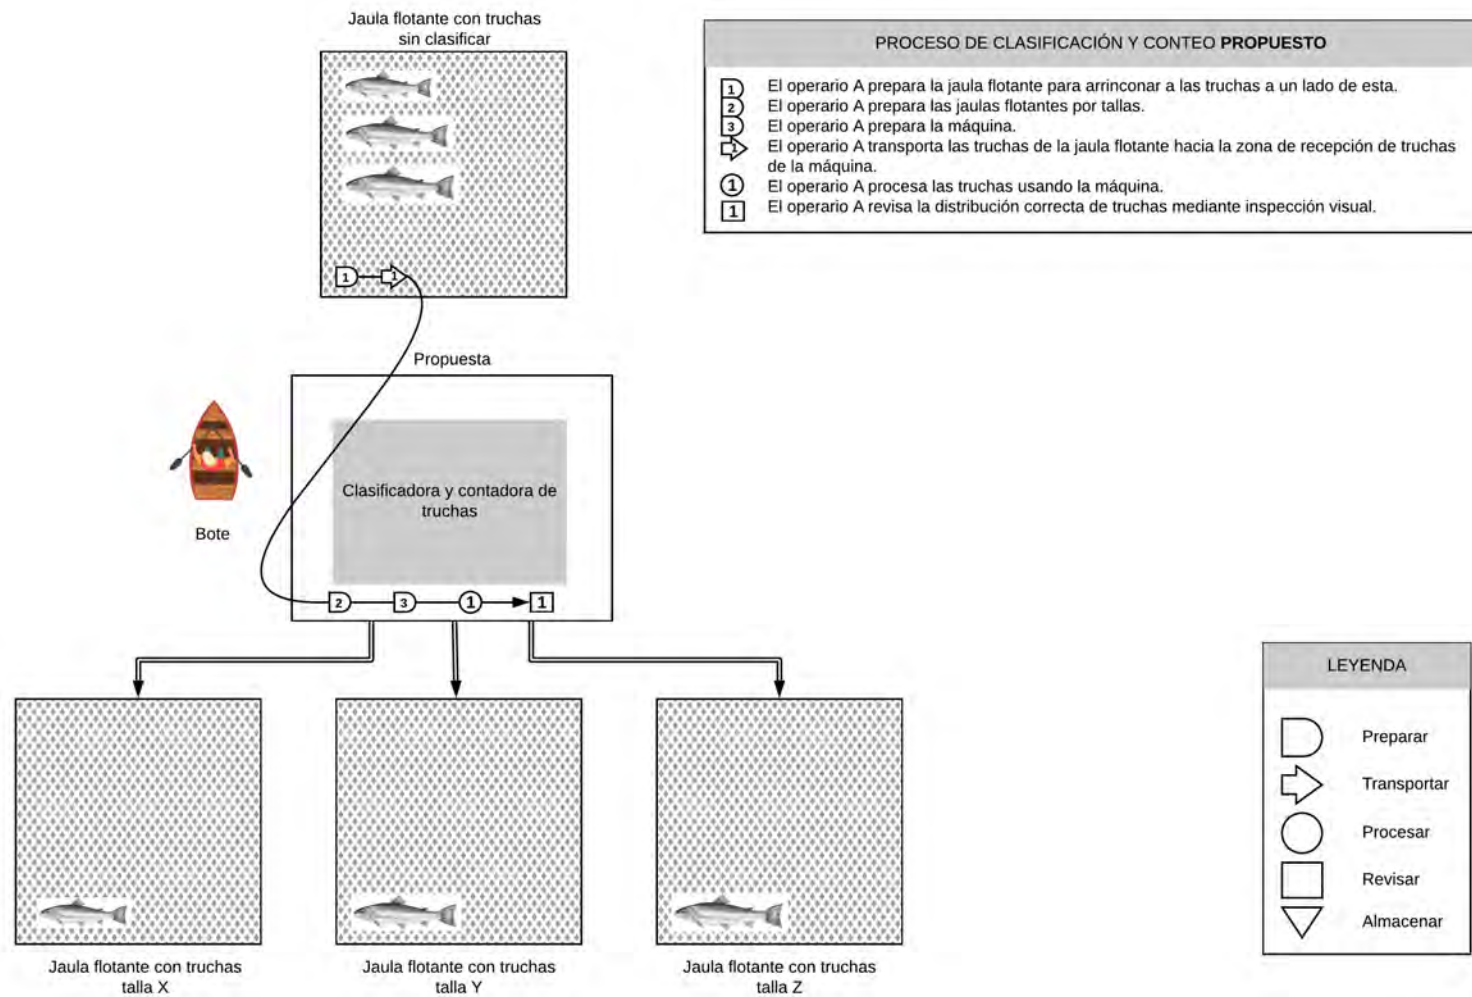 Jaula flotante con truchas
sin clasificar
PROCESO DE CLASIFICACIÓN Y CONTEO PROPUESTO
1 El operario A prepara la jaula flotante para arrinconar a las truchas a un lado de esta.
2 El operario A prepara las jaulas flotantes por tallas.
3 El operario A prepara la máquina.
1 El operario A transporta las truchas de la jaula flotante hacia la zona de recepción de truchas
de la máquina.
1 El operario A procesa las truchas usando la máquina.
1 El operario A revisa la distribución correcta de truchas mediante inspección visual.
1 1
Propuesta
Clasificadora y contadora de
truchas
Bote
2 3 1 1
LEYENDA
Preparar
Transportar
Procesar
Revisar
Almacenar
Jaula flotante con truchas
talla X
Jaula flotante con truchas
talla Y
Jaula flotante con truchas
talla Z